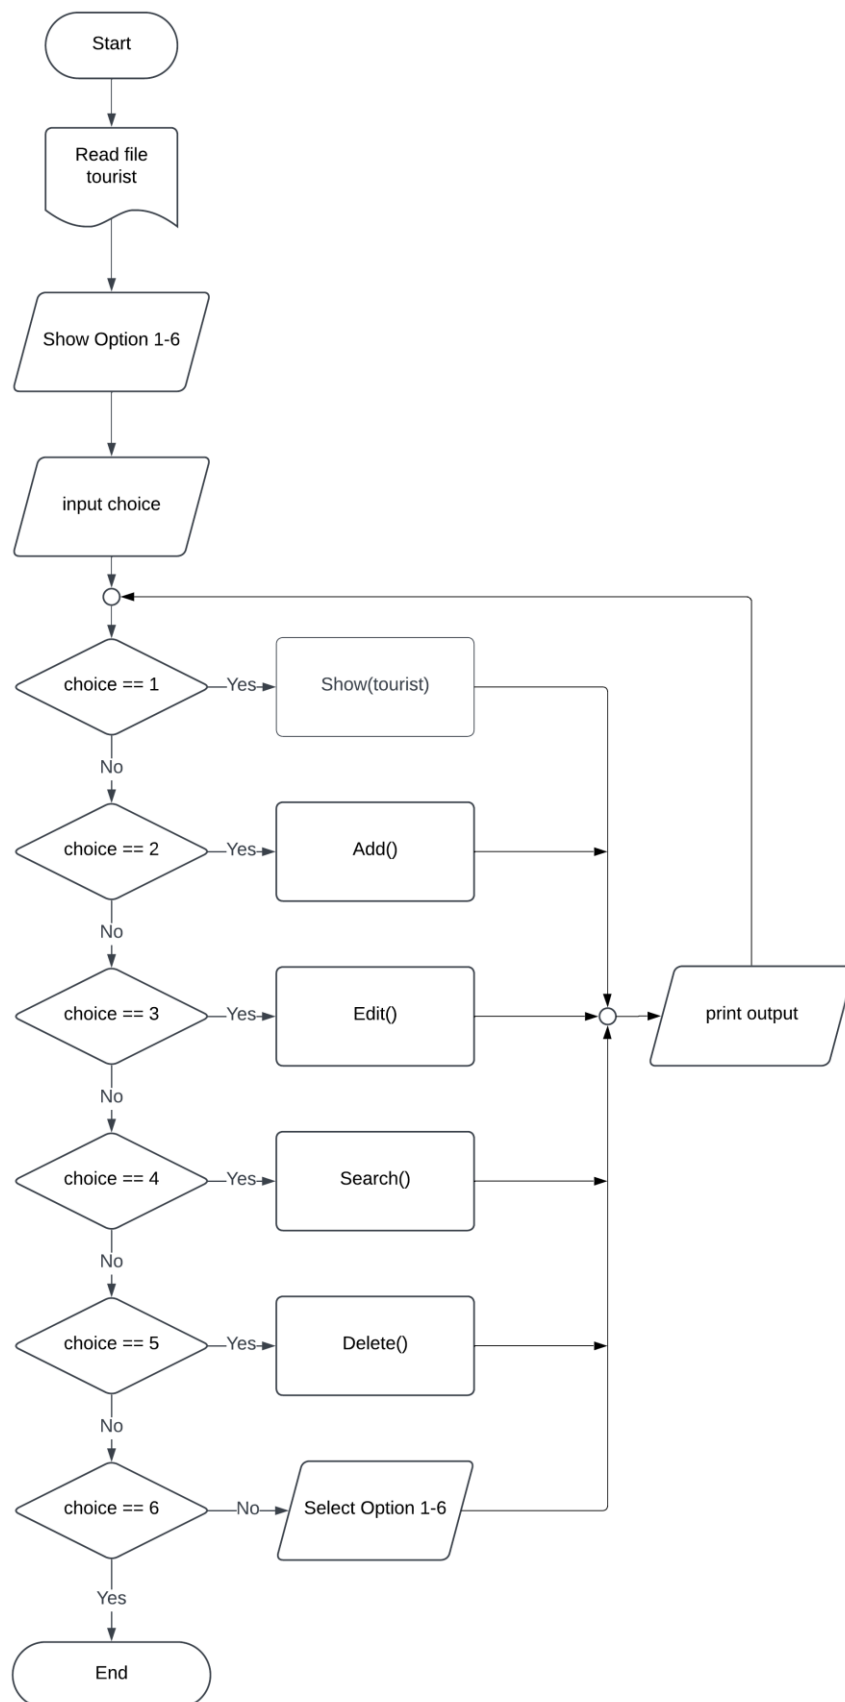 Start
Read file
tourist
Show Option 1-6
input choice
choice == 1
Yes
Show(tourist)
No
choice == 2
Yes
Add()
No
choice == 3
Yes
Edit()
print output
No
choice == 4
Yes
Search()
No
choice == 5
Yes
Delete()
No
choice == 6
No
Select Option 1-6
Yes
End